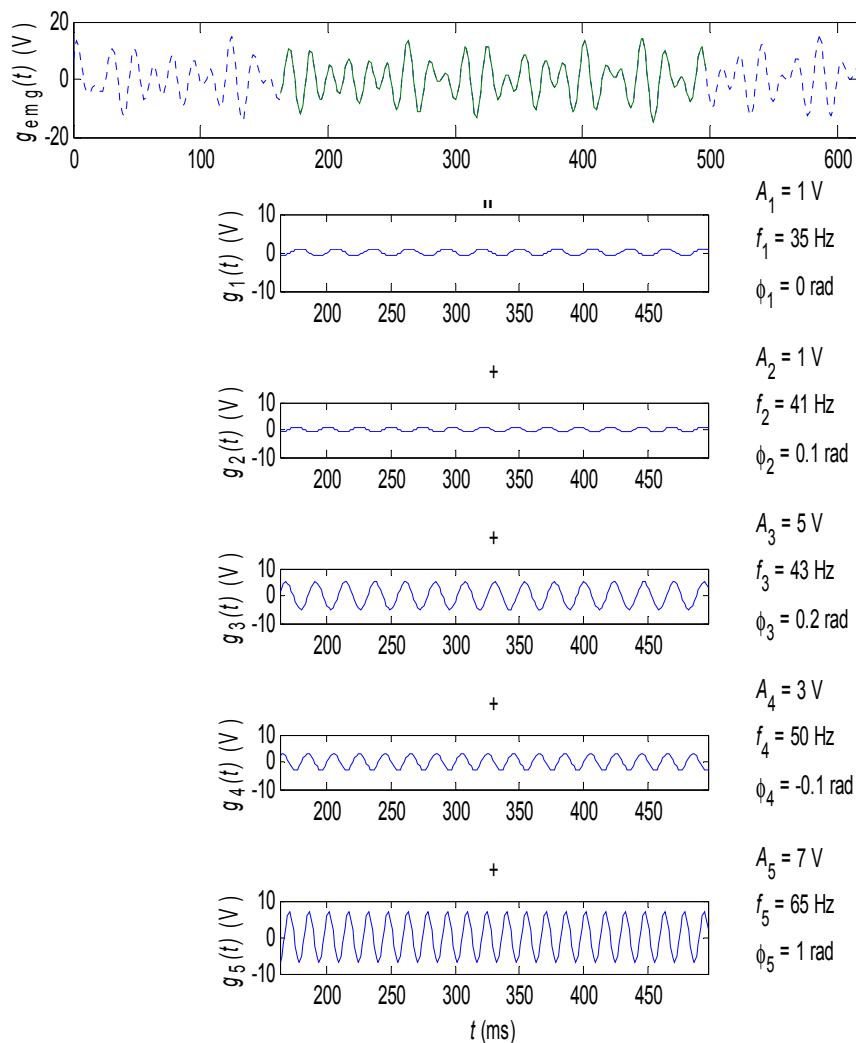 20
0
-20
g_emg(t) (V)
0 100 200 300 400 500 600
=
10
0
-10
g_1(t) (V)
200 250 300 350 400 450
A_1 = 1 V
f_1 = 35 Hz
ϕ_1 = 0 rad
+
10
0
-10
g_2(t) (V)
200 250 300 350 400 450
A_2 = 1 V
f_2 = 41 Hz
ϕ_2 = 0.1 rad
+
10
0
-10
g_3(t) (V)
200 250 300 350 400 450
A_3 = 5 V
f_3 = 43 Hz
ϕ_3 = 0.2 rad
+
10
0
-10
g_4(t) (V)
200 250 300 350 400 450
A_4 = 3 V
f_4 = 50 Hz
ϕ_4 = -0.1 rad
+
10
0
-10
g_5(t) (V)
200 250 300 350 400 450
t (ms)
A_5 = 7 V
f_5 = 65 Hz
ϕ_5 = 1 rad